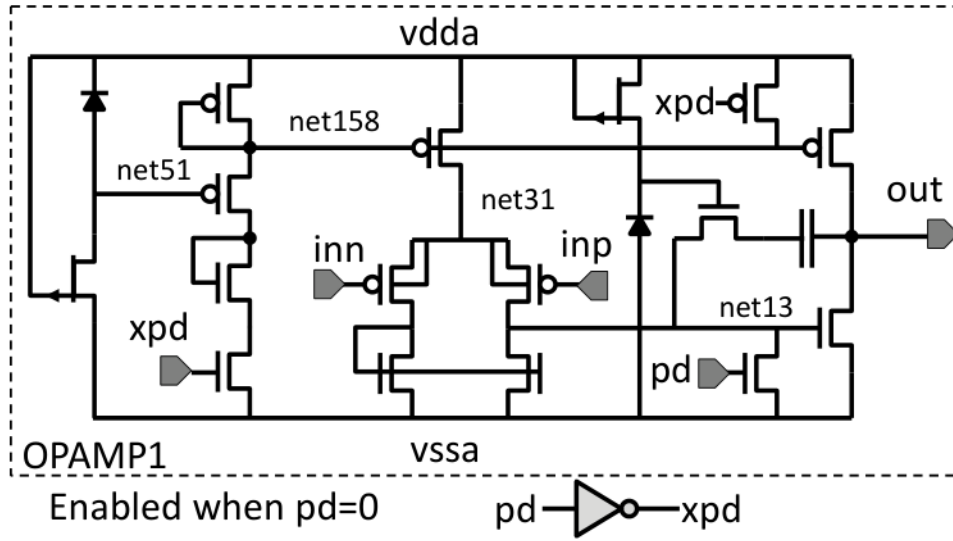 vdda
xpd
net158
net51
net31
out
inn
inp
net13
xpd
pd
vssa
OPAMP1
Enabled when pd=0
pd
xpd